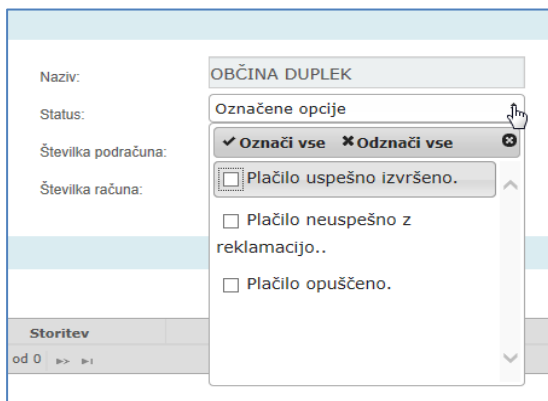 Naziv: OBČINA DUPLEK
Status: Označene opcije
Številka podračuna:
Številka računa:
Označi vse Odznači vse
Plačilo uspešno izvršeno.
Plačilo neuspešno z
reklamacijo..
Plačilo opuščeno.
Storitev
od 0